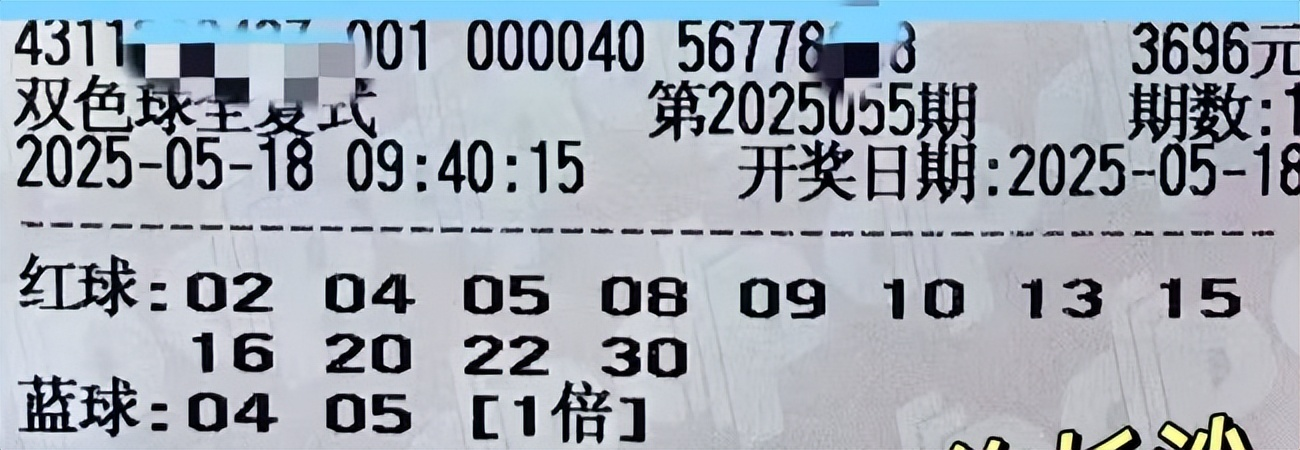 4311 001 000040 56778 8 3696元
双色球全复式 第2025055期 期数:1
2025-05-18 09:40:15 开奖日期:2025-05-18
红球:02 04 05 08 09 10 13 15
16 20 22 30
蓝球:04 05 [1倍]